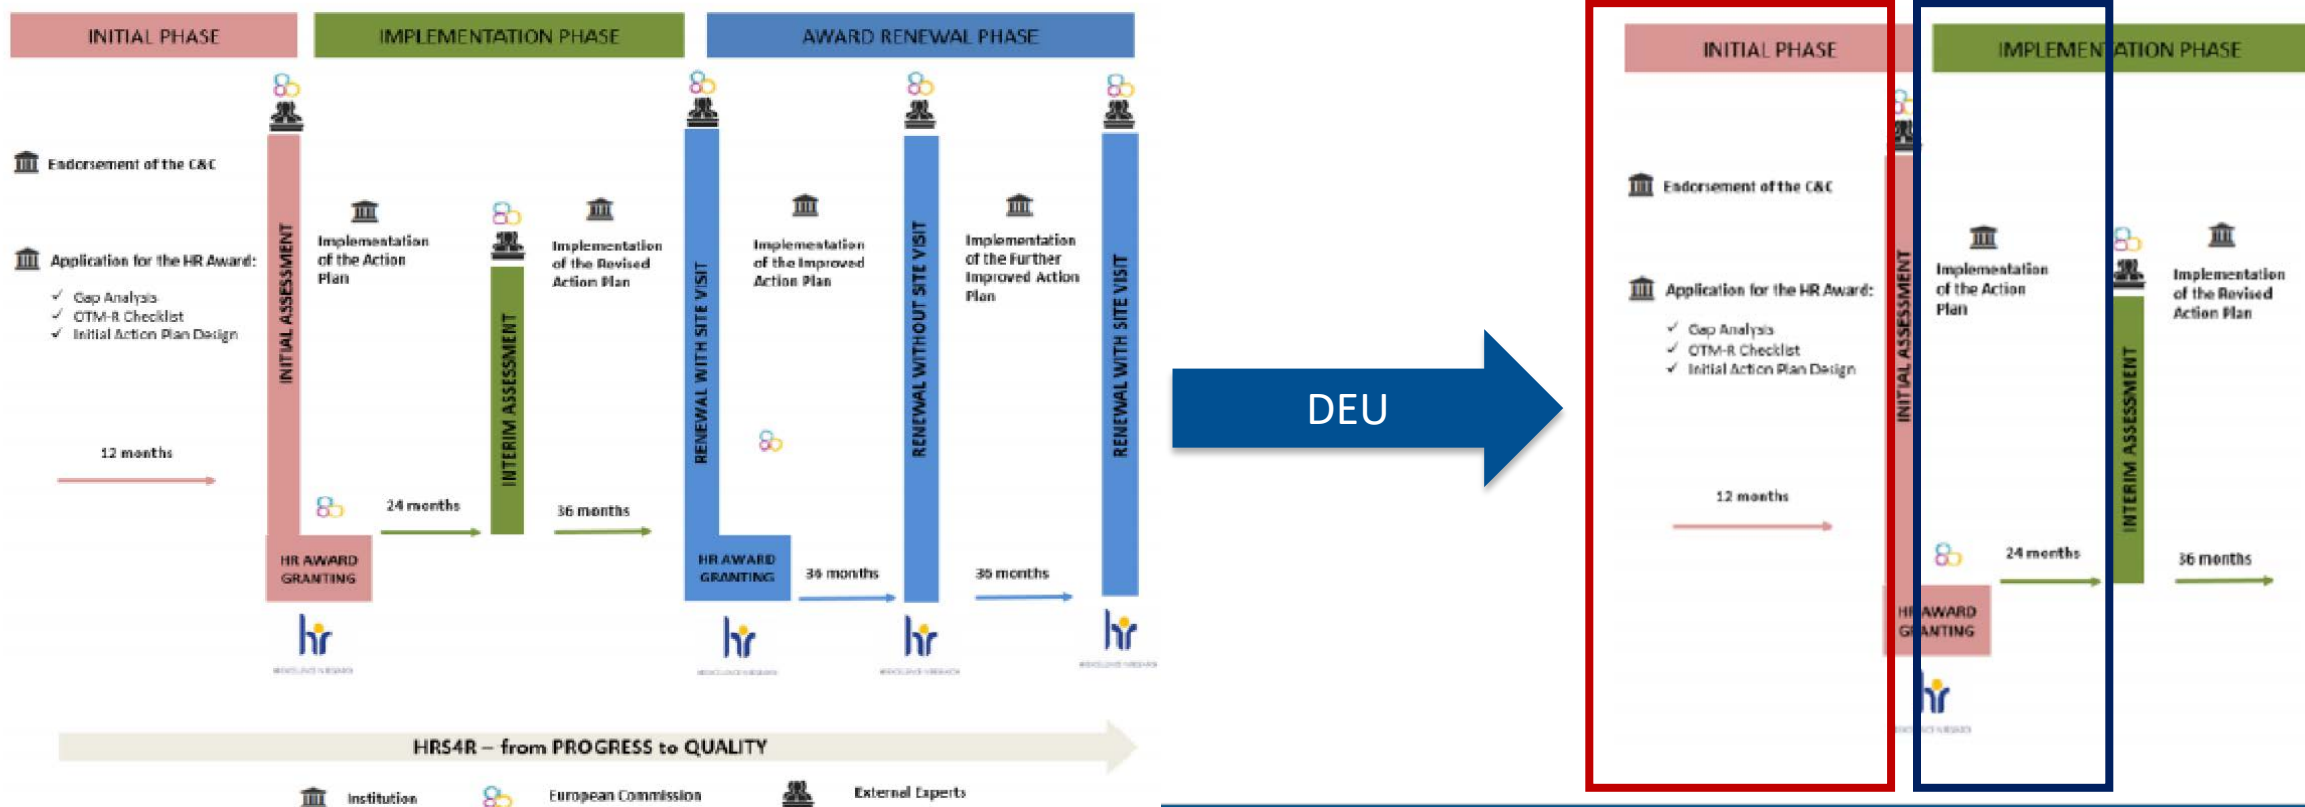 INITIAL PHASE
IMPLEMENTATION PHASE
AWARD RENEWAL PHASE
Endorsement of the C&C
Application for the HR Award:
✓ Gap Analysis
✓ OTM-R Checklist
✓ Initial Action Plan Design
12 months
INITIAL ASSESSMENT
HR AWARD
GRANTING
hr
Implementation
of the Action
Plan
24 months
INTERIM ASSESSMENT
Implementation
of the Revised
Action Plan
36 months
RENEWAL WITH SITE VISIT
HR AWARD
GRANTING
hr
Implementation
of the Improved
Action Plan
36 months
RENEWAL WITHOUT SITE VISIT
hr
Implementation
of the Further
Improved Action
Plan
36 months
RENEWAL WITH SITE VISIT
hr
HRS4R – from PROGRESS to QUALITY
Institution
European Commission
External Experts
DEU
INITIAL PHASE
IMPLEMENTATION PHASE
Endorsement of the C&C
Application for the HR Award:
✓ Gap Analysis
✓ OTM-R Checklist
✓ Initial Action Plan Design
12 months
INITIAL ASSESSMENT
HR AWARD
GRANTING
hr
Implementation
of the Action
Plan
24 months
INTERIM ASSESSMENT
Implementation
of the Revised
Action Plan
36 months